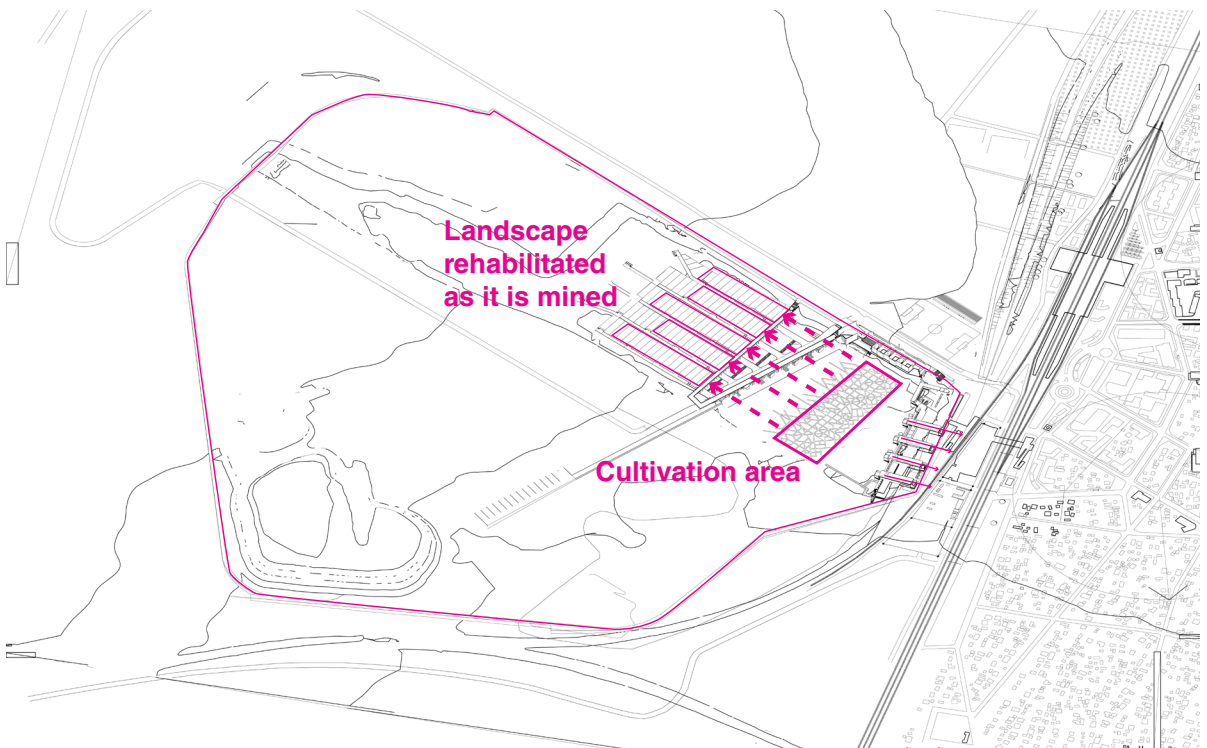 Landscape
rehabilitated
as it is mined
Cultivation area